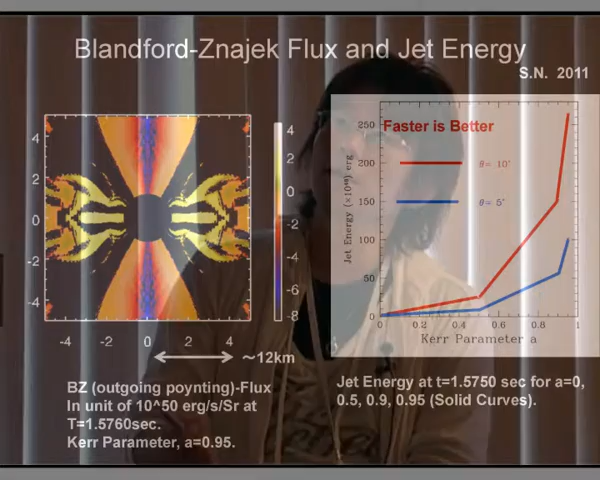 Blandford-Znajek Flux and Jet Energy
S.N. 2011
4
2
0
-2
-4
-4 -2 0 2 4
4
2
0
-2
-4
-6
-8
~12km
BZ (outgoing poynting)-Flux
In unit of 10^50 erg/s/Sr at
T=1.5760sec.
Kerr Parameter, a=0.95.
Faster is Better
θ= 10°
θ= 5°
250
200
150
100
50
0
0 0.2 0.4 0.6 0.8 1
Kerr Parameter a
Jet Energy at t=1.5750 sec for a=0,
0.5, 0.9, 0.95 (Solid Curves).